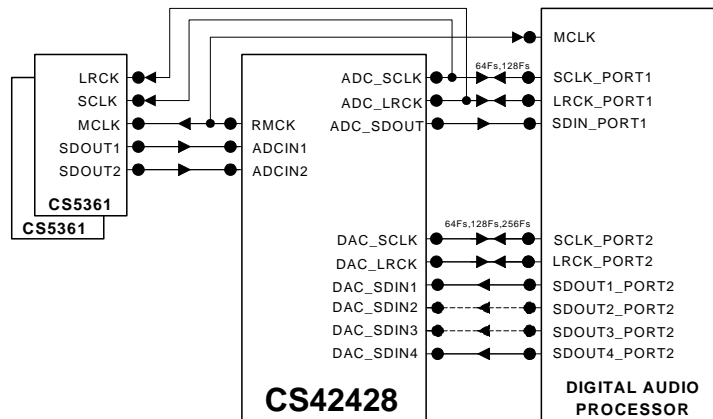 LRCK
SCLK
MCLK
SDOUT1
SDOUT2
CS5361
CS5361
RMCK
ADCIN1
ADCIN2
ADC_SCLK
ADC_LRCK
ADC_SDOUT
DAC_SCLK
DAC_LRCK
DAC_SDIN1
DAC_SDIN2
DAC_SDIN3
DAC_SDIN4
CS42428
64Fs,128Fs
64Fs,128Fs,256Fs
MCLK
SCLK_PORT1
LRCK_PORT1
SDIN_PORT1
SCLK_PORT2
LRCK_PORT2
SDOUT1_PORT2
SDOUT2_PORT2
SDOUT3_PORT2
SDOUT4_PORT2
DIGITAL AUDIO
PROCESSOR